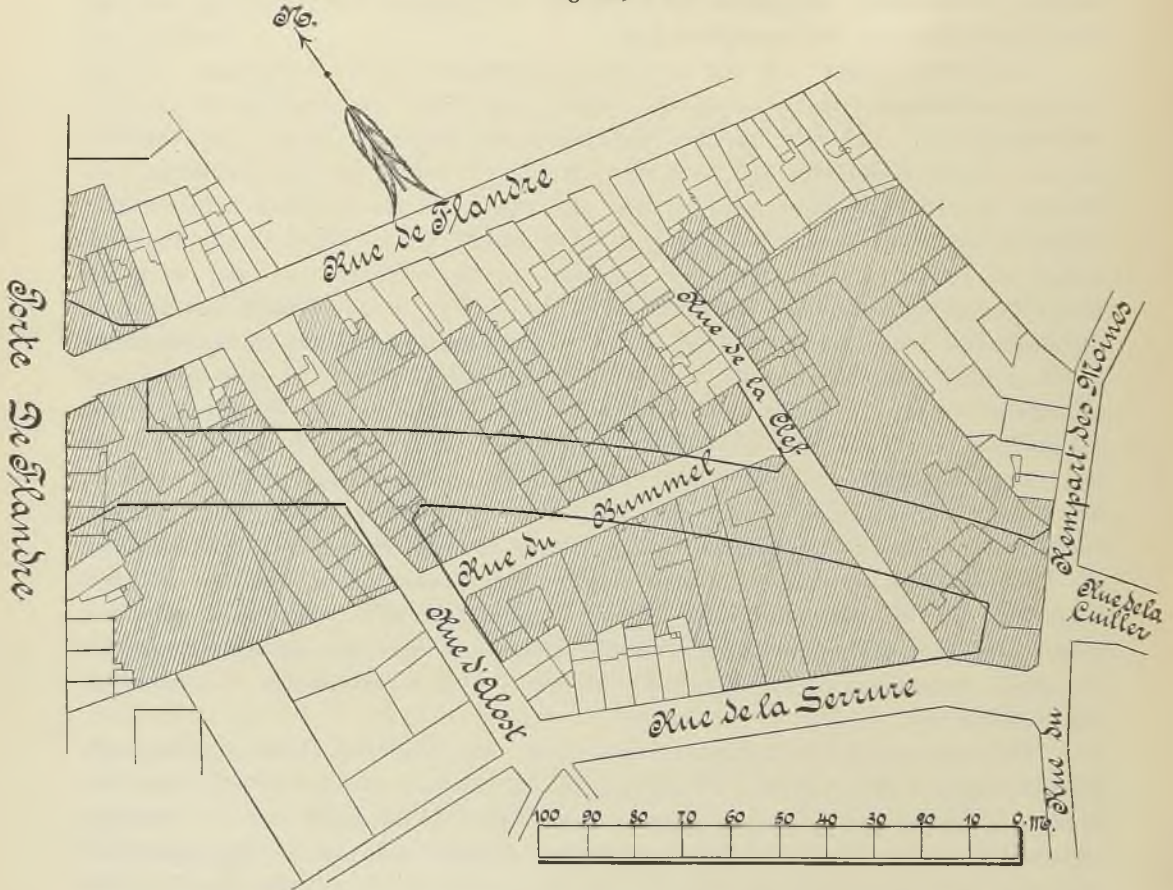 N.
Rue de Flandre
Porte De Flandre
Rue de la Clef
Rue du Bummel
Rempart des Moines
Rue de la
Cuiller
Rue d'Alost
Rue de la Serrure
Rue du
100 90 80 70 60 50 40 30 20 10 0 m.